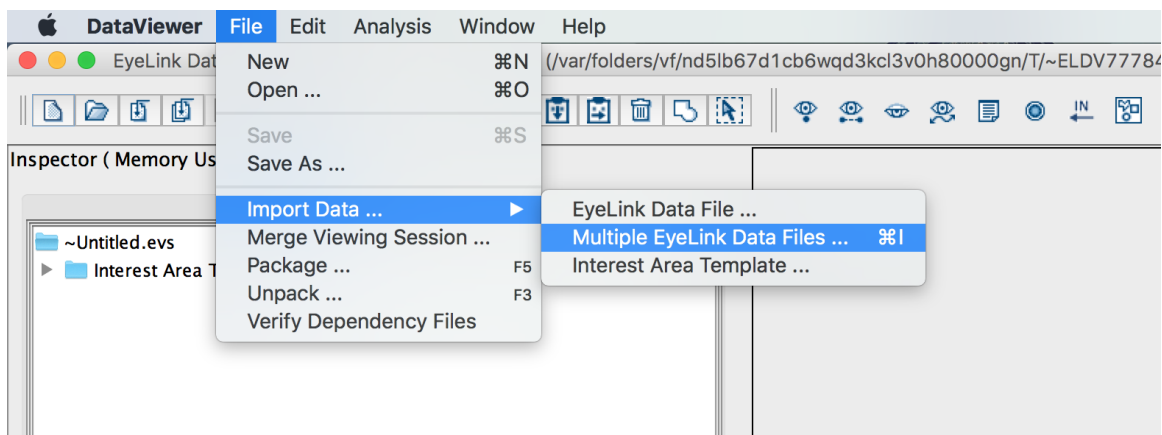 DataViewer File Edit Analysis Window Help
EyeLink Dat (/var/folders/vf/nd5lb67d1cb6wqd3kcl3v0h80000gn/T/~ELDV77784
New ⌘N
Open ... ⌘O
Save ⌘S
Save As ...
IN
Inspector ( Memory Us
Import Data ... ▶
Merge Viewing Session ...
Package ... F5
Unpack ... F3
Verify Dependency Files
EyeLink Data File ...
Multiple EyeLink Data Files ... ⌘I
Interest Area Template ...
~Untitled.evs
Interest Area T